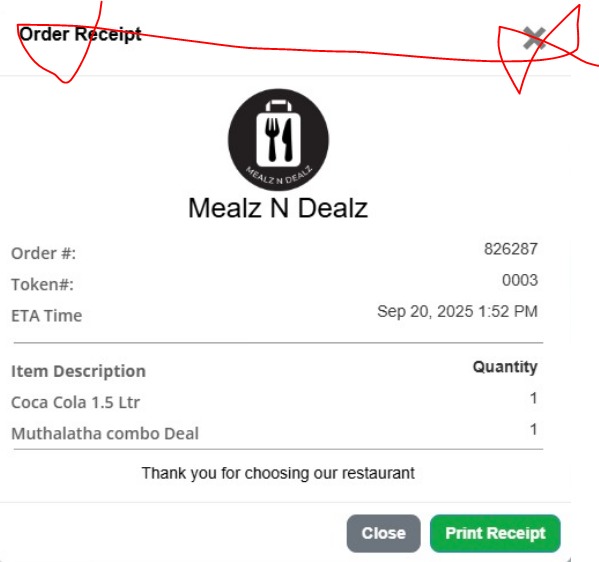 Order Receipt
MEALZ N DEALZ
Mealz N Dealz
Order #: 826287
Token#: 0003
ETA Time Sep 20, 2025 1:52 PM
Item Description Quantity
Coca Cola 1.5 Ltr 1
Muthalatha combo Deal 1
Thank you for choosing our restaurant
Close Print Receipt